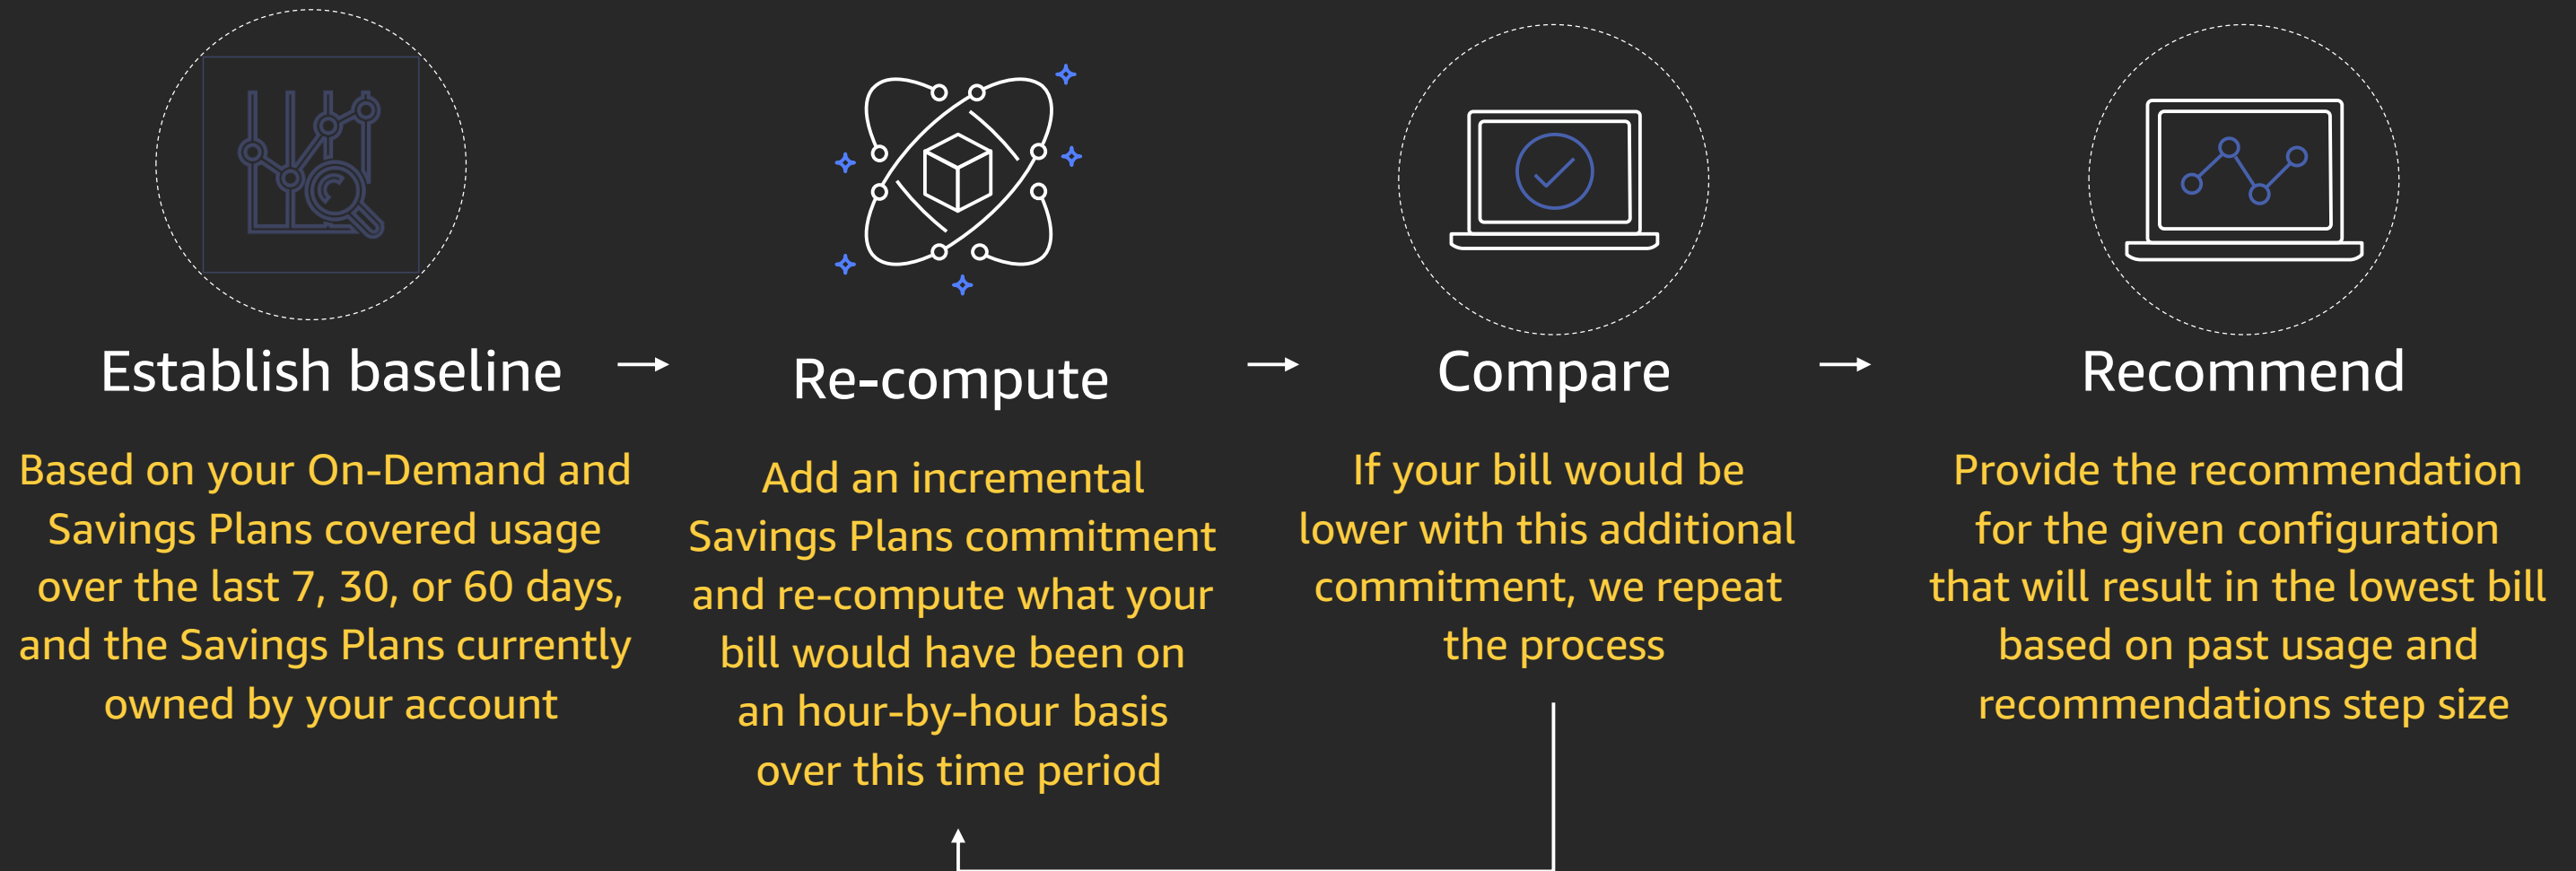 Establish baseline
Based on your On-Demand and
Savings Plans covered usage
over the last 7, 30, or 60 days,
and the Savings Plans currently
owned by your account
Re-compute
Add an incremental
Savings Plans commitment
and re-compute what your
bill would have been on
an hour-by-hour basis
over this time period
Compare
If your bill would be
lower with this additional
commitment, we repeat
the process
Recommend
Provide the recommendation
for the given configuration
that will result in the lowest bill
based on past usage and
recommendations step size